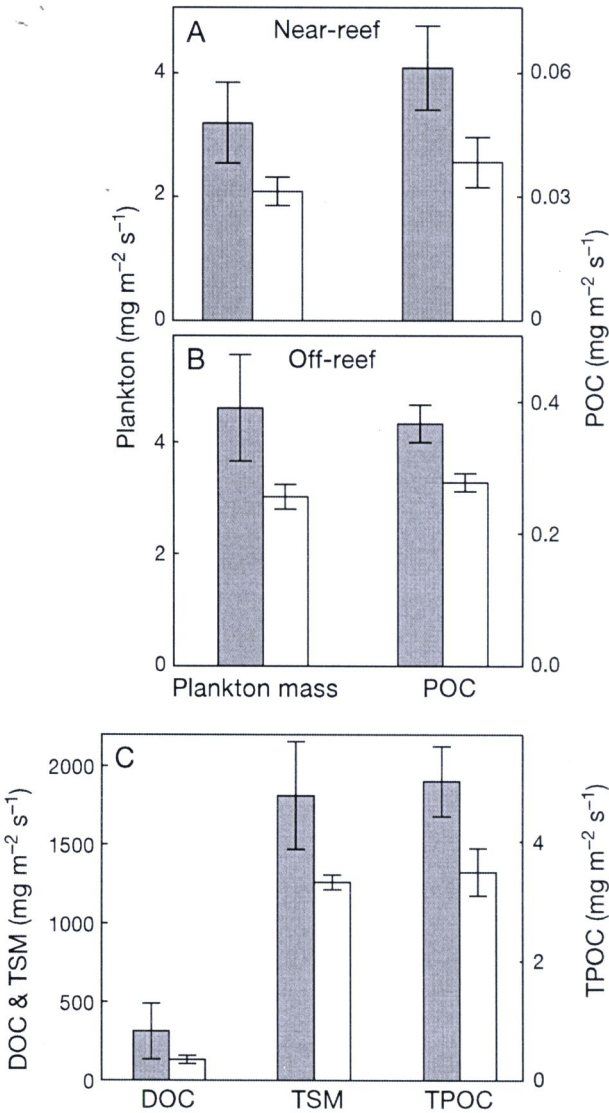 A
Near-reef
4
2
0
0.06
0.03
0
B
Off-reef
4
2
0
0.4
0.2
0.0
Plankton (mg m⁻² s⁻¹)
POC (mg m⁻² s⁻¹)
Plankton mass
POC
C
2000
1500
1000
500
0
4
2
0
DOC & TSM (mg m⁻² s⁻¹)
TPOC (mg m⁻² s⁻¹)
DOC
TSM
TPOC